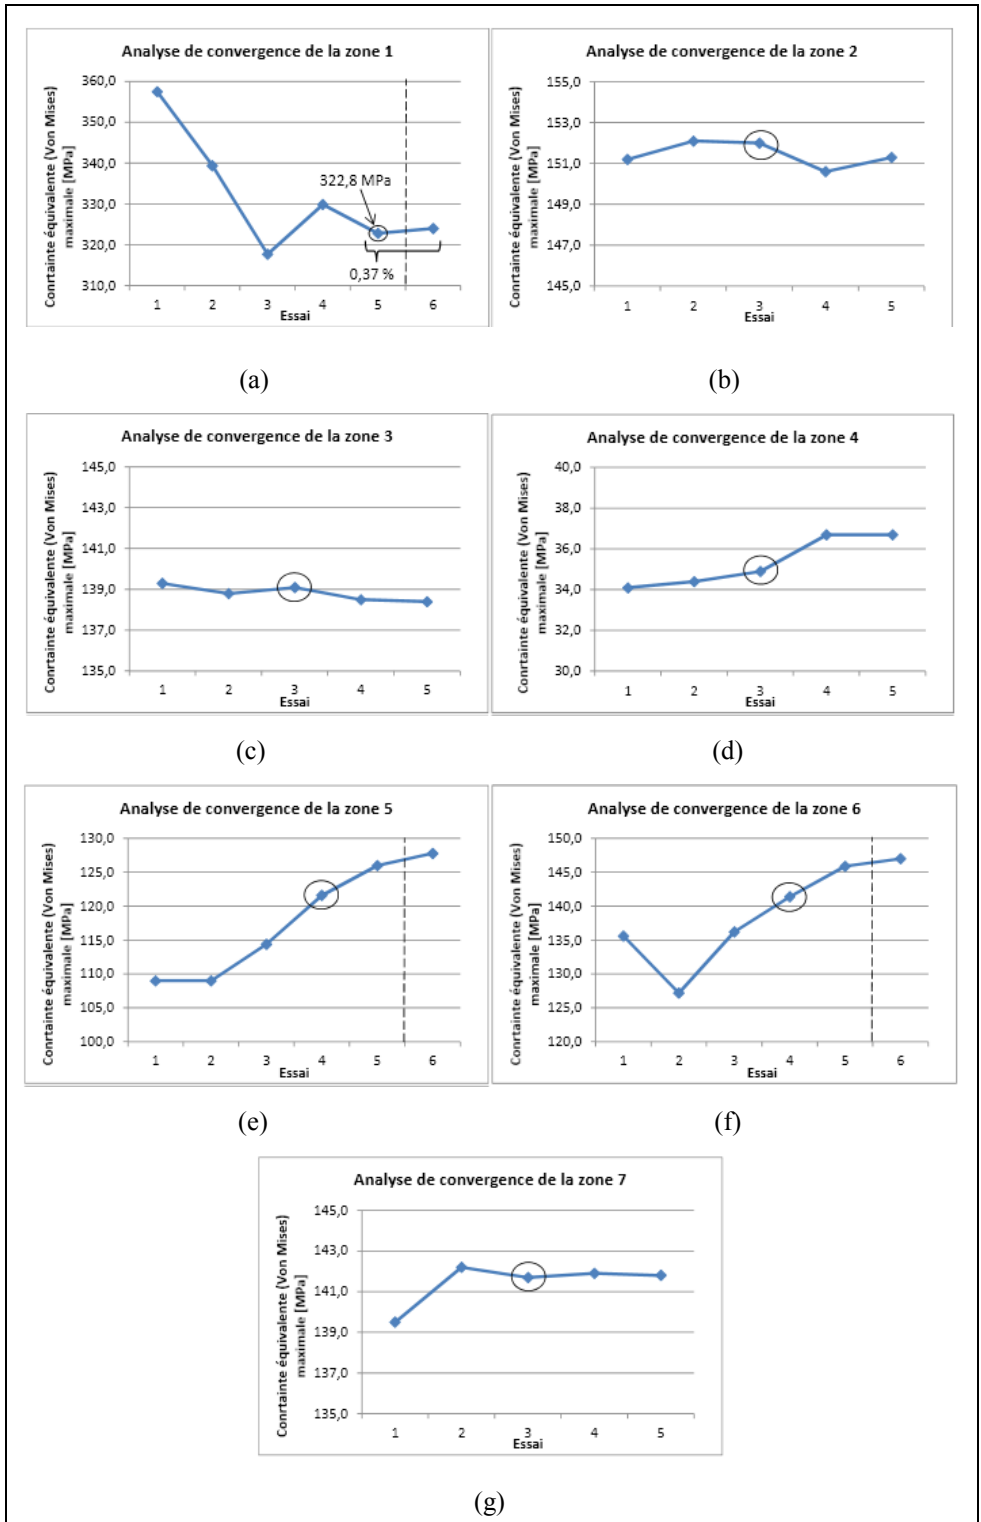 Analyse de convergence de la zone 1
Conrtainte équivalente (Von Mises)
maximale [MPa]
360,0
350,0
340,0
330,0
320,0
310,0
322,8 MPa
0,37 %
1 2 3 4 5 6
Essai
(a)
Analyse de convergence de la zone 2
Conrtainte équivalente (Von Mises)
maximale [MPa]
155,0
153,0
151,0
149,0
147,0
145,0
1 2 3 4 5
Essai
(b)
Analyse de convergence de la zone 3
Conrtainte équivalente (Von Mises)
maximale [MPa]
145,0
143,0
141,0
139,0
137,0
135,0
1 2 3 4 5
Essai
(c)
Analyse de convergence de la zone 4
Conrtainte équivalente (Von Mises)
maximale [MPa]
40,0
38,0
36,0
34,0
32,0
30,0
1 2 3 4 5
Essai
(d)
Analyse de convergence de la zone 5
Conrtainte équivalente (Von Mises)
maximale [MPa]
130,0
125,0
120,0
115,0
110,0
105,0
100,0
1 2 3 4 5 6
Essai
(e)
Analyse de convergence de la zone 6
Conrtainte équivalente (Von Mises)
maximale [MPa]
150,0
145,0
140,0
135,0
130,0
125,0
120,0
1 2 3 4 5 6
Essai
(f)
Analyse de convergence de la zone 7
Conrtainte équivalente (Von Mises)
maximale [MPa]
145,0
143,0
141,0
139,0
137,0
135,0
1 2 3 4 5
Essai
(g)